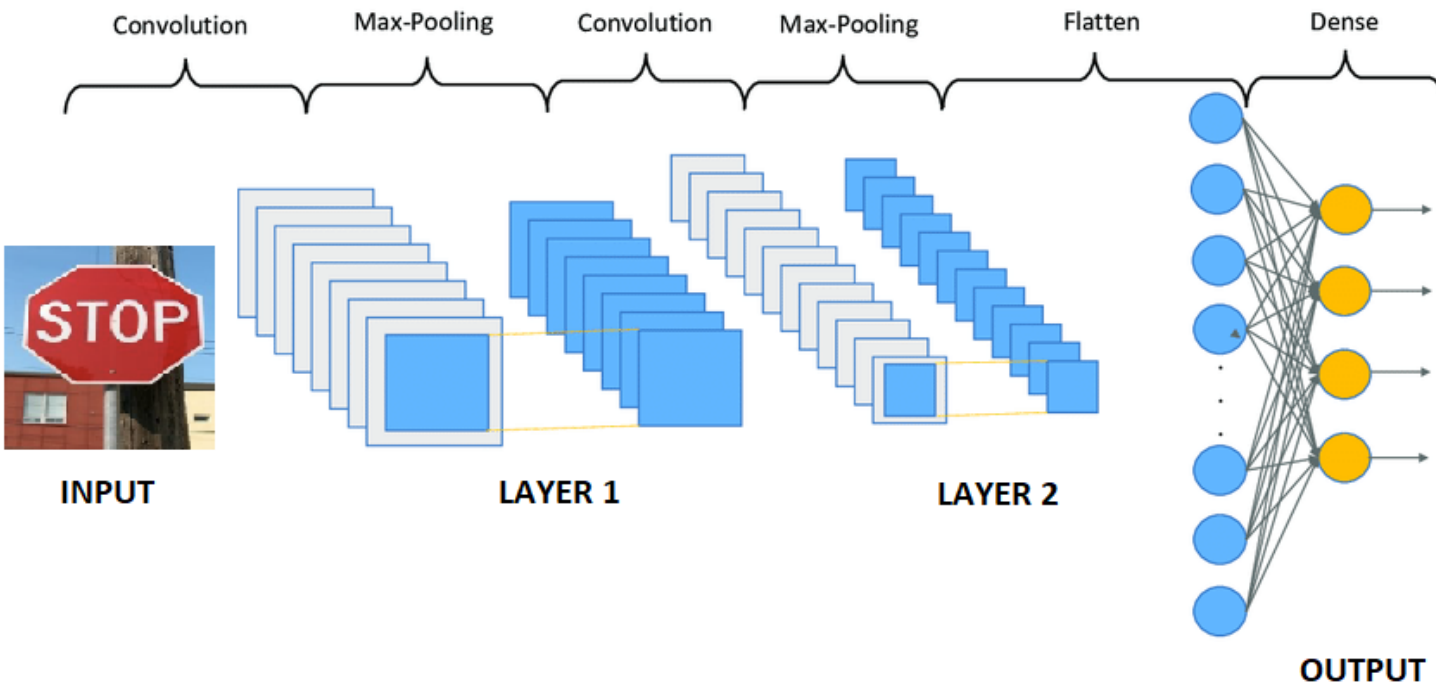 Convolution
Max-Pooling
Convolution
Max-Pooling
Flatten
Dense
STOP
INPUT
LAYER 1
LAYER 2
OUTPUT